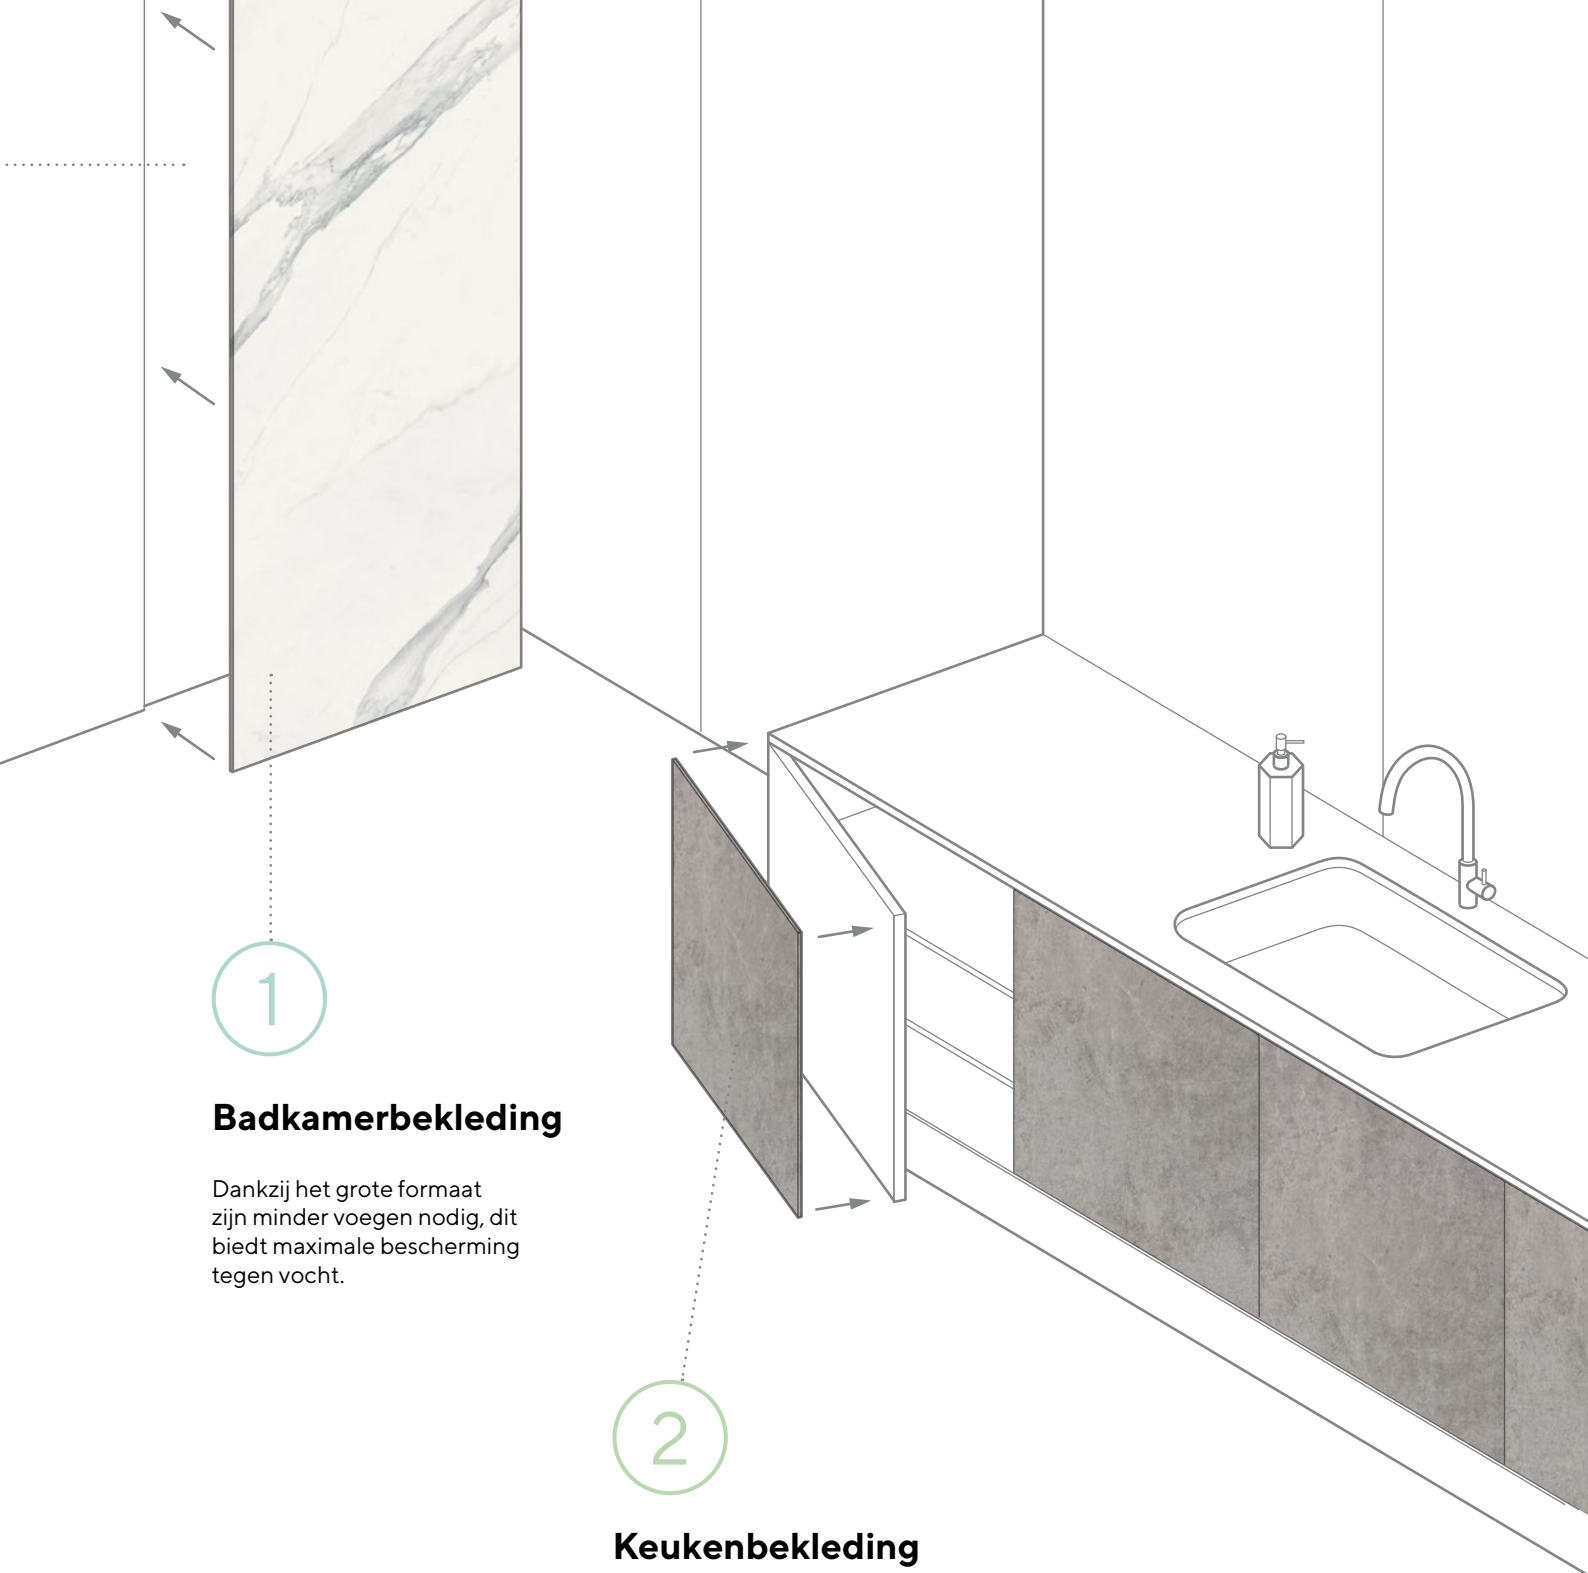 1
Badkamerbekleding
Dankzij het grote formaat
zijn minder voegen nodig, dit
biedt maximale bescherming
tegen vocht.
2
Keukenbekleding